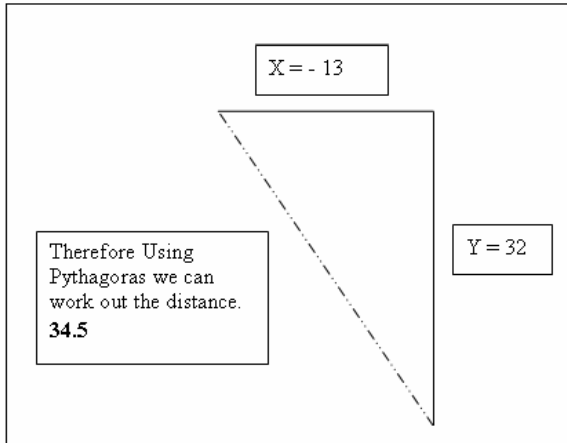 X = - 13
Y = 32
Therefore Using
Pythagoras we can
work out the distance.
34.5